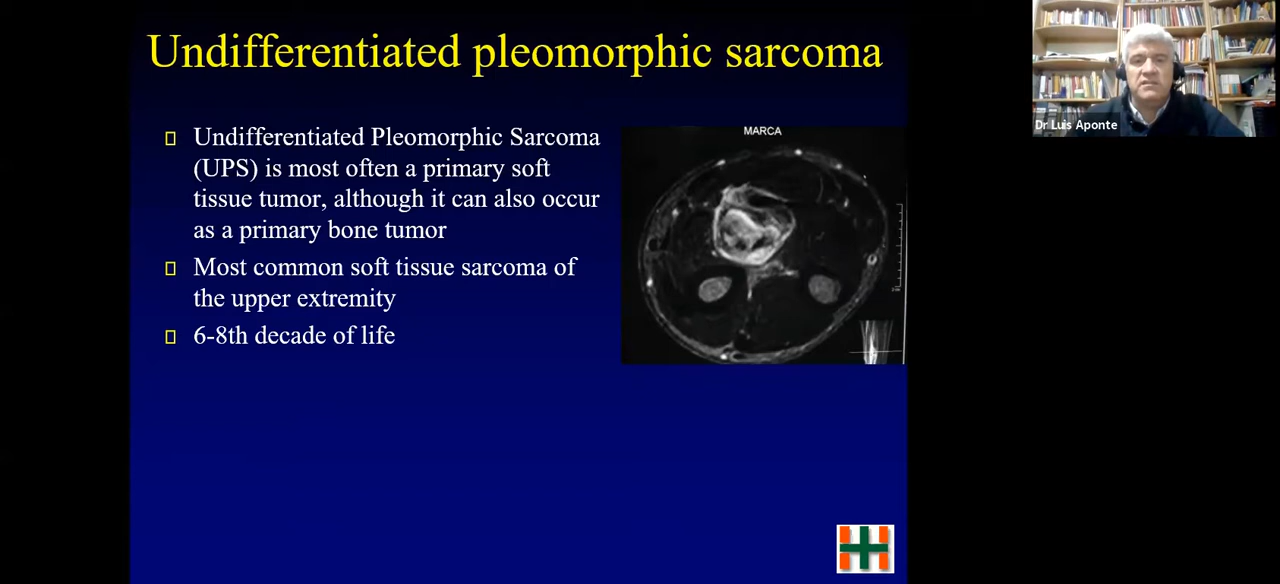 Undifferentiated pleomorphic sarcoma
Undifferentiated Pleomorphic Sarcoma
(UPS) is most often a primary soft
tissue tumor, although it can also occur
as a primary bone tumor
Most common soft tissue sarcoma of
the upper extremity
6-8th decade of life
MARCA
Dr Luis Aponte